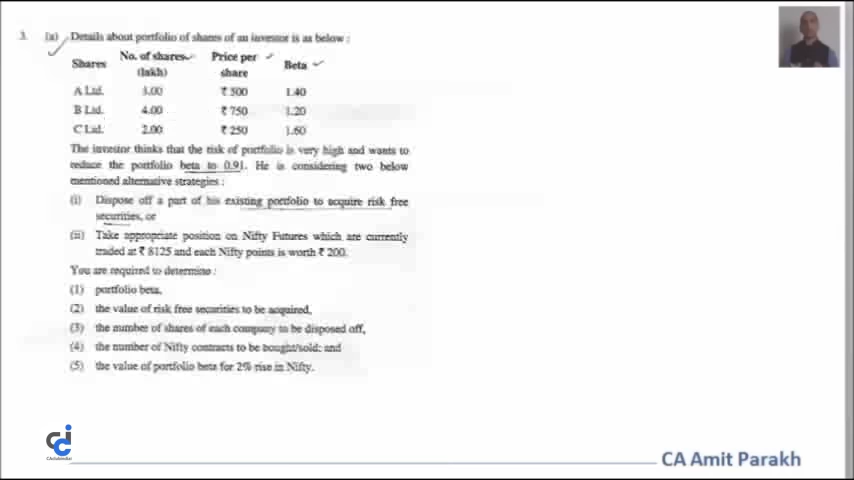 3. (a) Details about portfolio of shares of an investor is as below :
Shares No. of shares (lakh) Price per share Beta
A Ltd. 3.00 ₹ 500 1.40
B Ltd. 4.00 ₹ 750 1.20
C Ltd. 2.00 ₹ 250 1.60
The investor thinks that the risk of portfolio is very high and wants to
reduce the portfolio beta to 0.91. He is considering two below
mentioned alternative strategies :
(i) Dispose off a part of his existing portfolio to acquire risk free
securities, or
(ii) Take appropriate position on Nifty Futures which are currently
traded at ₹ 8125 and each Nifty points is worth ₹ 200.
You are required to determine :
(1) portfolio beta,
(2) the value of risk free securities to be acquired,
(3) the number of shares of each company to be disposed off,
(4) the number of Nifty contracts to be bought/sold; and
(5) the value of portfolio beta for 2% rise in Nifty.
CA Amit Parakh